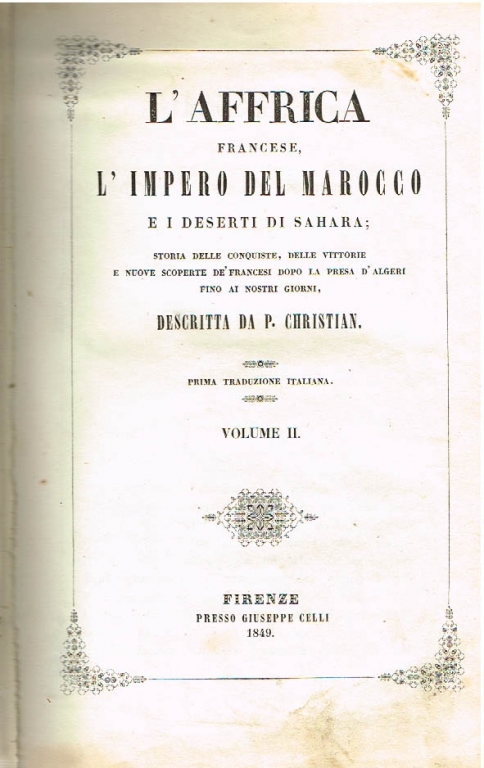 L'AFFRICA
FRANCESE,
L' IMPERO DEL MAROCCO
E I DESERTI DI SAHARA;
STORIA DELLE CONQUISTE, DELLE VITTORIE
E NUOVE SCOPERTE DE' FRANCESI DOPO LA PRESA D'ALGERI
FINO AI NOSTRI GIORNI,
DESCRITTA DA P. CHRISTIAN.
PRIMA TRADUZIONE ITALIANA.
VOLUME II.
FIRENZE
PRESSO GIUSEPPE CELLI
1849.